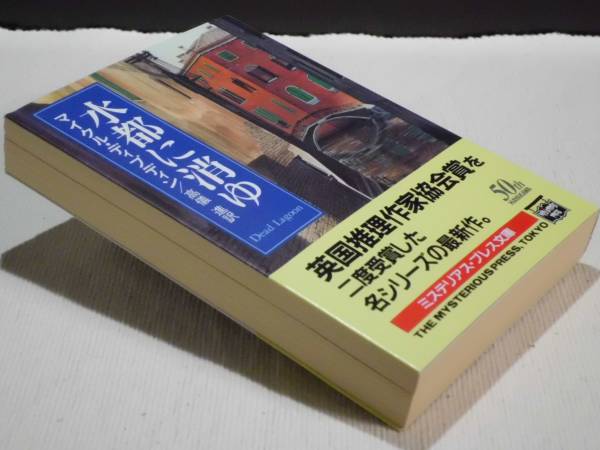 水都に消ゆ
マイクル・ディブディン/高儀 進訳
Dead Lagoon
英国推理作家協会賞を
二度受賞した
名シリーズの最新作。
50th
ミステリアス・プレス文庫
THE MYSTERIOUS PRESS, TOKYO